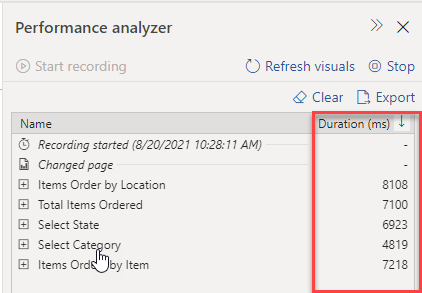 Performance analyzer
Start recording
Refresh visuals
Stop
Clear
Export
Name Duration (ms)
Recording started (8/20/2021 10:28:11 AM) -
Changed page -
Items Order by Location 8108
Total Items Ordered 7100
Select State 6923
Select Category 4819
Items Order by Item 7218